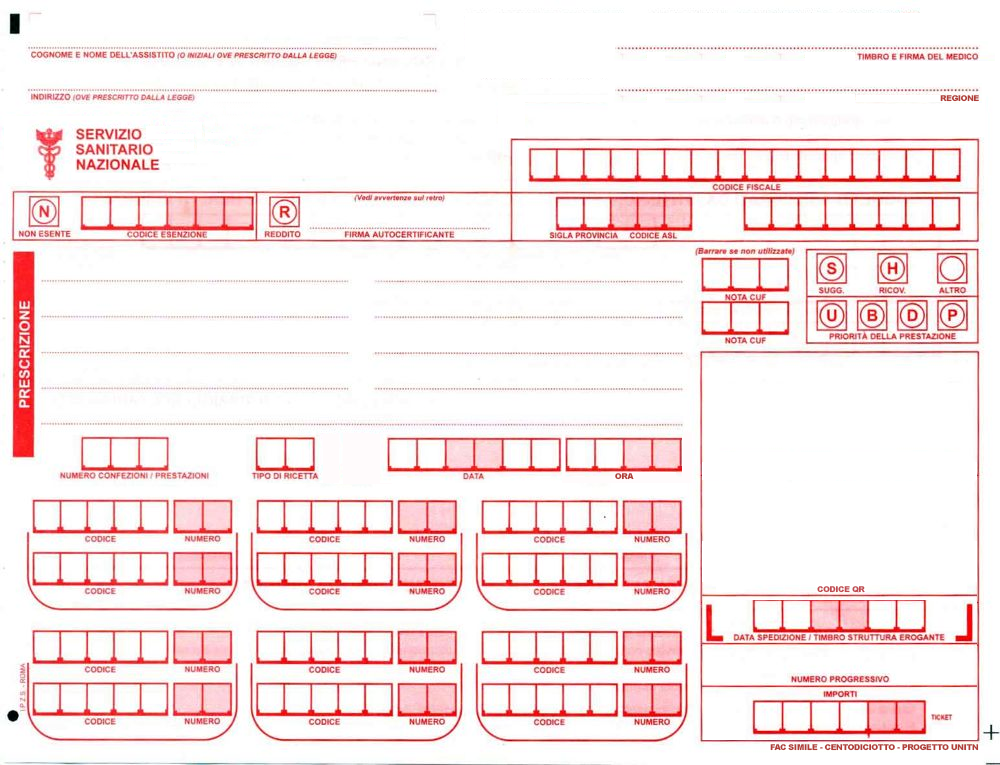 COGNOME E NOME DELL'ASSISTITO (O INIZIALI OVE PRESCRITTO DALLA LEGGE)
TIMBRO E FIRMA DEL MEDICO
INDIRIZZO (OVE PRESCRITTO DALLA LEGGE)
REGIONE
SERVIZIO
SANITARIO
NAZIONALE
CODICE FISCALE
N
NON ESENTE
CODICE ESENZIONE
R
REDDITO
(Vedi avvertenze sul retro)
FIRMA AUTOCERTIFICANTE
SIGLA PROVINCIA CODICE ASL
PRESCRIZIONE
(Barrare se non utilizzate)
NOTA CUF
NOTA CUF
S H
SUGG. RICOV. ALTRO
U B D P
PRIORITÀ DELLA PRESTAZIONE
NUMERO CONFEZIONI / PRESTAZIONI
TIPO DI RICETTA
DATA
ORA
CODICE NUMERO CODICE NUMERO CODICE NUMERO
CODICE NUMERO CODICE NUMERO CODICE NUMERO
CODICE NUMERO CODICE NUMERO CODICE NUMERO
CODICE NUMERO CODICE NUMERO CODICE NUMERO
I.P.Z.S. - ROMA
CODICE QR
DATA SPEDIZIONE / TIMBRO STRUTTURA EROGANTE
NUMERO PROGRESSIVO
IMPORTI
TICKET
FAC SIMILE - CENTODICIOTTO - PROGETTO UNITN